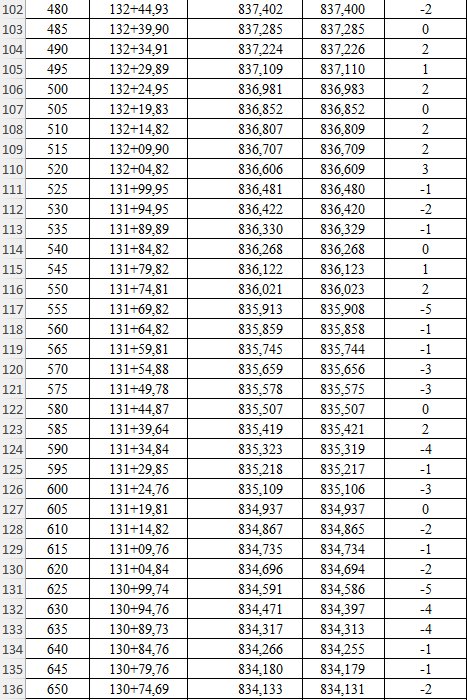 102 480 132+44,93 837,402 837,400 -2
103 485 132+39,90 837,285 837,285 0
104 490 132+34,91 837,224 837,226 2
105 495 132+29,89 837,109 837,110 1
106 500 132+24,95 836,981 836,983 2
107 505 132+19,83 836,852 836,852 0
108 510 132+14,82 836,807 836,809 2
109 515 132+09,90 836,707 836,709 2
110 520 132+04,82 836,606 836,609 3
111 525 131+99,95 836,481 836,480 -1
112 530 131+94,95 836,422 836,420 -2
113 535 131+89,89 836,330 836,329 -1
114 540 131+84,82 836,268 836,268 0
115 545 131+79,82 836,122 836,123 1
116 550 131+74,81 836,021 836,023 2
117 555 131+69,82 835,913 835,908 -5
118 560 131+64,82 835,859 835,858 -1
119 565 131+59,81 835,745 835,744 -1
120 570 131+54,88 835,659 835,656 -3
121 575 131+49,78 835,578 835,575 -3
122 580 131+44,87 835,507 835,507 0
123 585 131+39,64 835,419 835,421 2
124 590 131+34,84 835,323 835,319 -4
125 595 131+29,85 835,218 835,217 -1
126 600 131+24,76 835,109 835,106 -3
127 605 131+19,81 834,937 834,937 0
128 610 131+14,82 834,867 834,865 -2
129 615 131+09,76 834,735 834,734 -1
130 620 131+04,84 834,696 834,694 -2
131 625 130+99,74 834,591 834,586 -5
132 630 130+94,76 834,471 834,397 -4
133 635 130+89,73 834,317 834,313 -4
134 640 130+84,76 834,266 834,255 -1
135 645 130+79,76 834,180 834,179 -1
136 650 130+74,69 834,133 834,131 -2